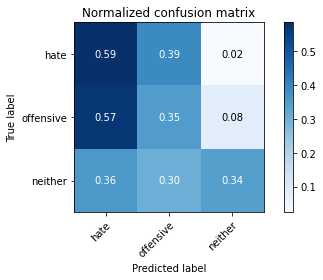 Normalized confusion matrix
hate 0.59 0.39 0.02
offensive 0.57 0.35 0.08
neither 0.36 0.30 0.34
hate offensive neither
True label
Predicted label
0.5
0.4
0.3
0.2
0.1